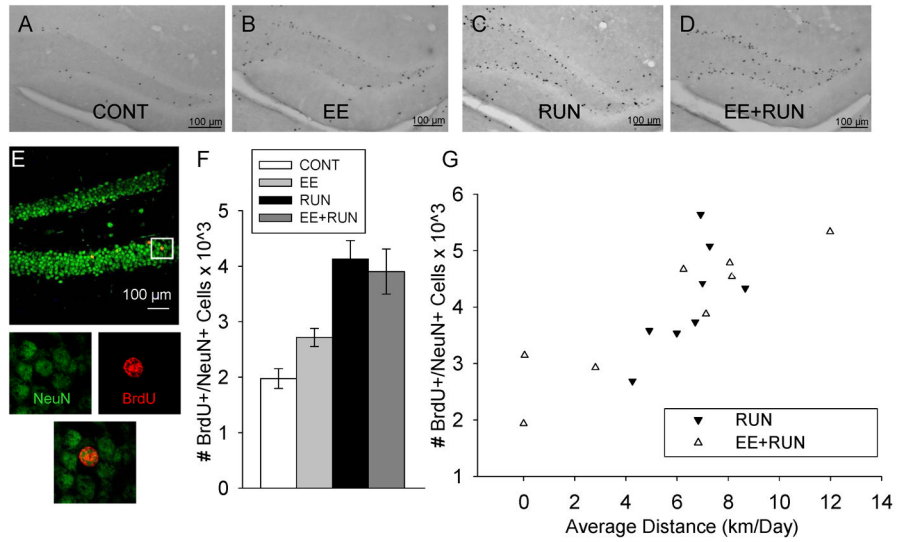 A
CONT
100 µm
B
EE
100 µm
C
RUN
100 µm
D
EE+RUN
100 µm
E
100 µm
NeuN
BrdU
F
CONT
EE
RUN
EE+RUN
# BrdU+/NeuN+ Cells x 10^3
5
4
3
2
1
0
G
# BrdU+/NeuN+ Cells x 10^3
6
5
4
3
2
1
RUN
EE+RUN
0 2 4 6 8 10 12 14
Average Distance (km/Day)